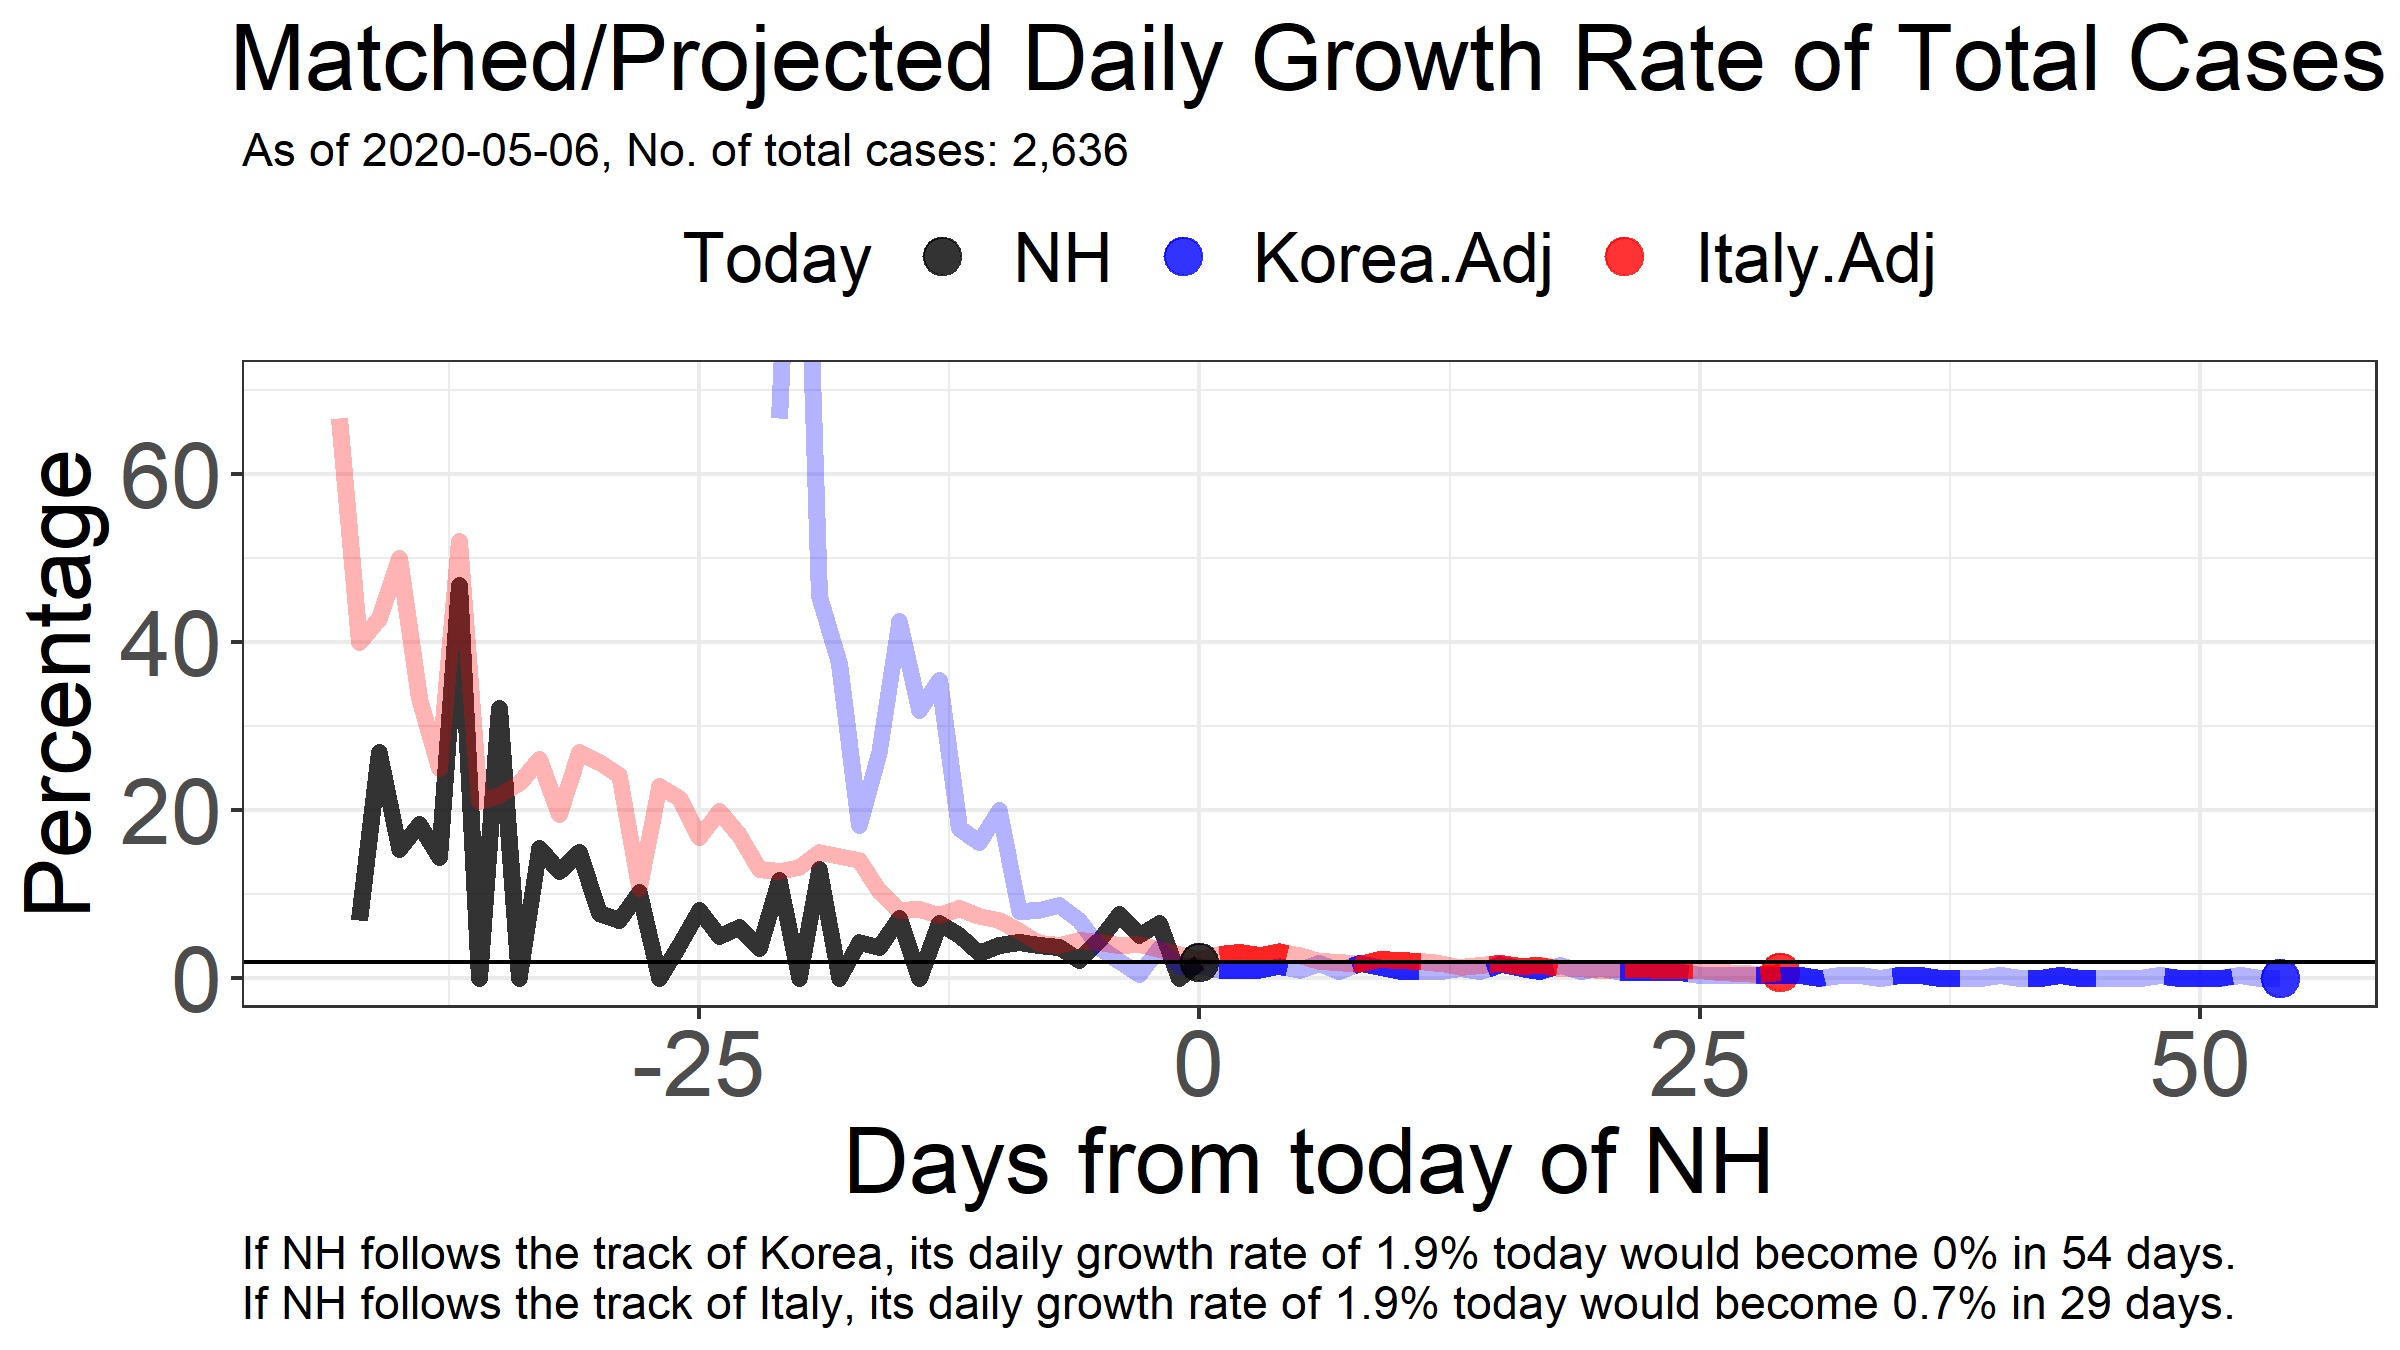 Matched/Projected Daily Growth Rate of Total Cases
As of 2020-05-06, No. of total cases: 2,636
Today NH Korea.Adj Italy.Adj
Percentage
60
40
20
0
-25 0 25 50
Days from today of NH
If NH follows the track of Korea, its daily growth rate of 1.9% today would become 0% in 54 days.
If NH follows the track of Italy, its daily growth rate of 1.9% today would become 0.7% in 29 days.